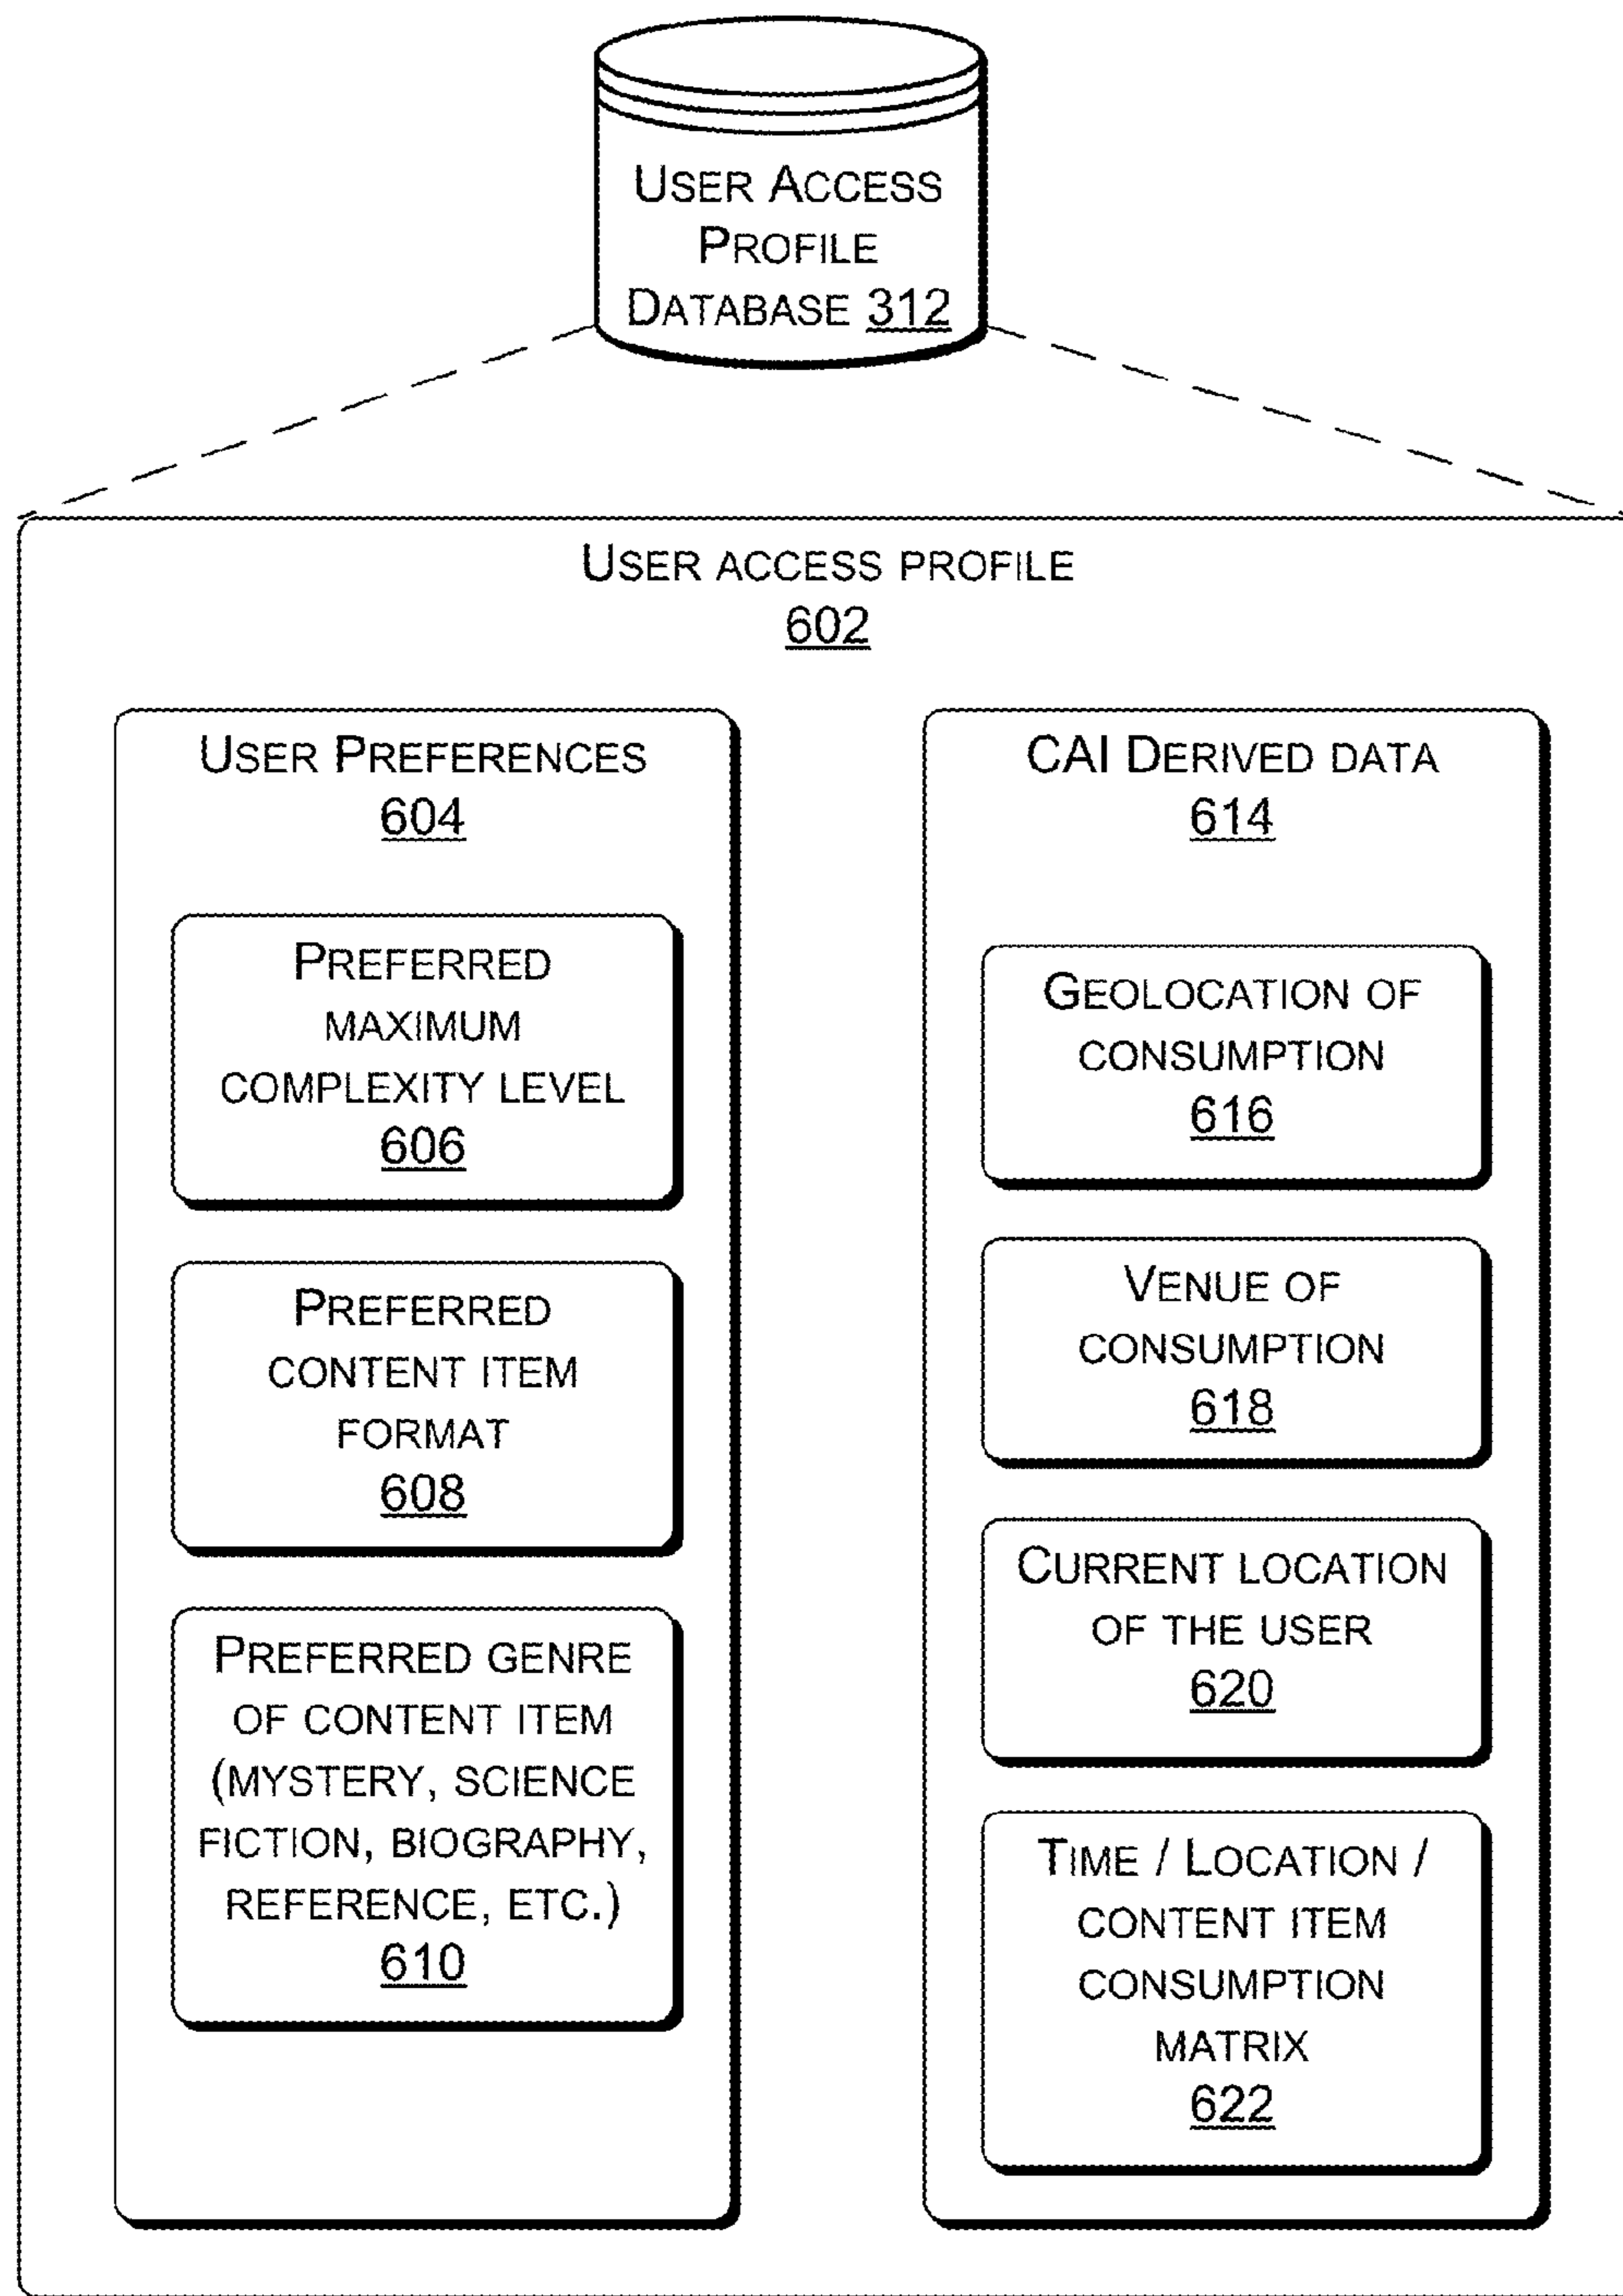 USER ACCESS
PROFILE
DATABASE 312
USER ACCESS PROFILE
602
USER PREFERENCES
604
PREFERRED
MAXIMUM
COMPLEXITY LEVEL
606
PREFERRED
CONTENT ITEM
FORMAT
608
PREFERRED GENRE
OF CONTENT ITEM
(MYSTERY, SCIENCE
FICTION, BIOGRAPHY,
REFERENCE, ETC.)
610
CAI DERIVED DATA
614
GEOLOCATION OF
CONSUMPTION
616
VENUE OF
CONSUMPTION
618
CURRENT LOCATION
OF THE USER
620
TIME / LOCATION /
CONTENT ITEM
CONSUMPTION
MATRIX
622